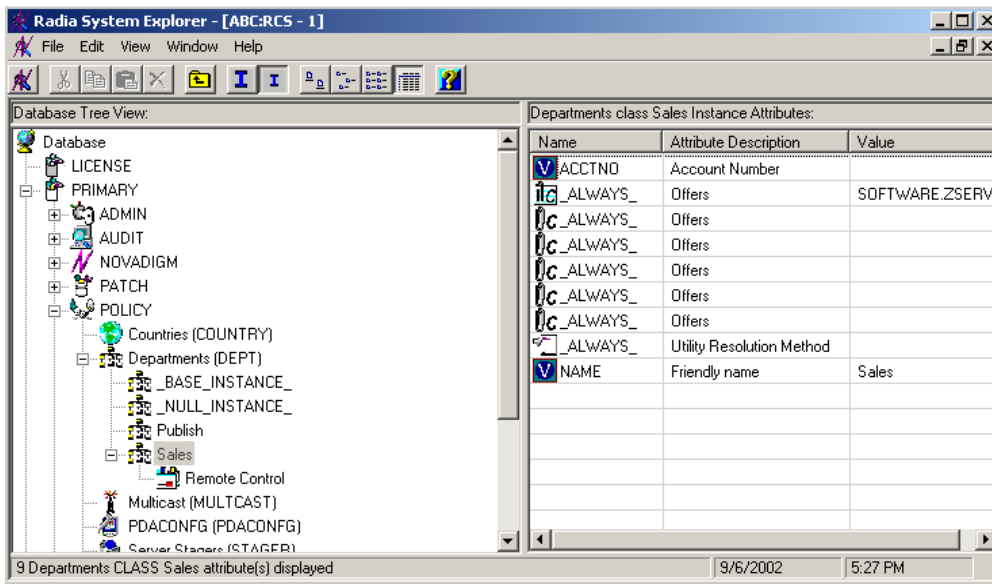 Radia System Explorer - [ABC:RCS - 1]
File Edit View Window Help
Database Tree View:
Departments class Sales Instance Attributes:
Database
LICENSE
PRIMARY
ADMIN
AUDIT
NOVADIGM
PATCH
POLICY
Countries (COUNTRY)
Departments (DEPT)
_BASE_INSTANCE_
_NULL_INSTANCE_
Publish
Sales
Remote Control
Multicast (MULTCAST)
PDACONFG (PDACONFG)
Server Stagers (STAGER)
Name Attribute Description Value
ACCTNO Account Number
_ALWAYS_ Offers SOFTWARE.ZSERV
_ALWAYS_ Offers
_ALWAYS_ Offers
_ALWAYS_ Offers
_ALWAYS_ Offers
_ALWAYS_ Offers
_ALWAYS_ Utility Resolution Method
NAME Friendly name Sales
9 Departments CLASS Sales attribute(s) displayed 9/6/2002 5:27 PM